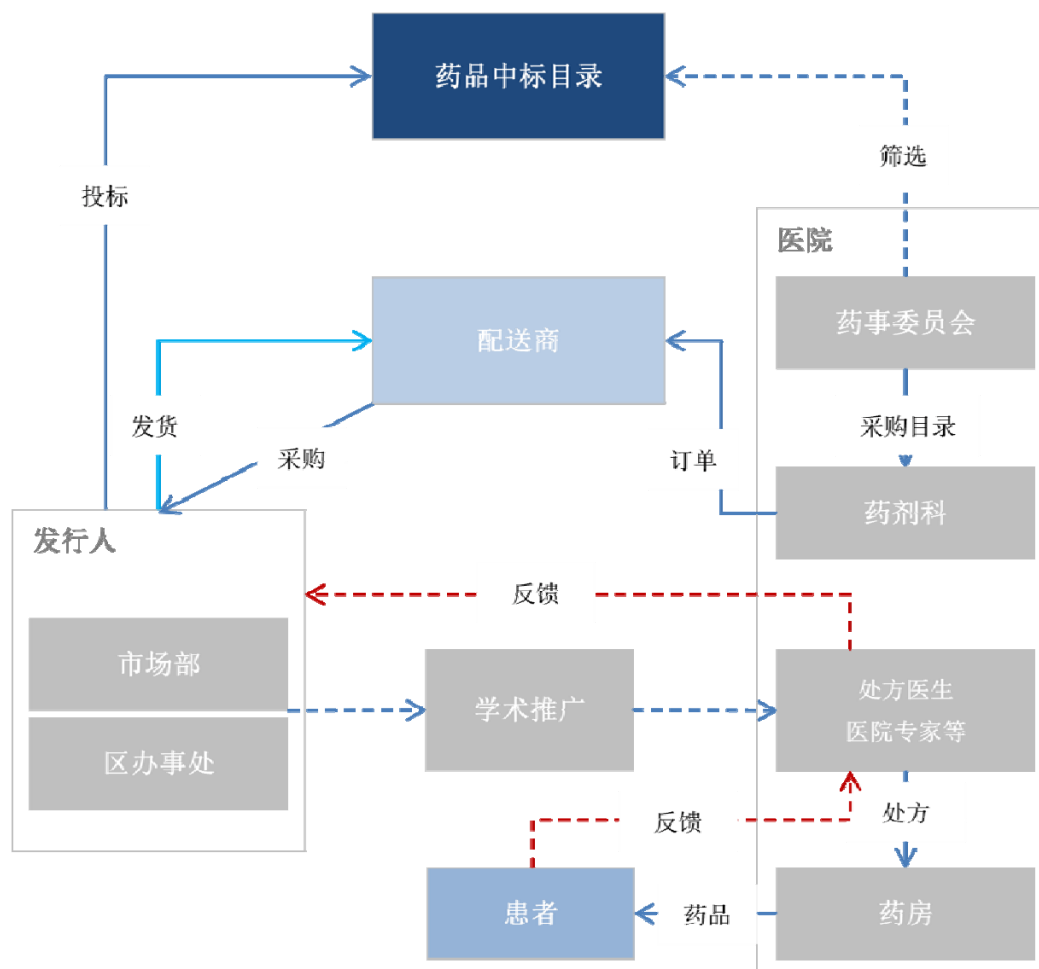 药品中标目录
筛选
投标
医院
药事委员会
配送商
发货
采购
订单
采购目录
药剂科
发行人
反馈
市场部
学术推广
处方医生
医院专家等
区办事处
反馈
处方
患者
药品
药房